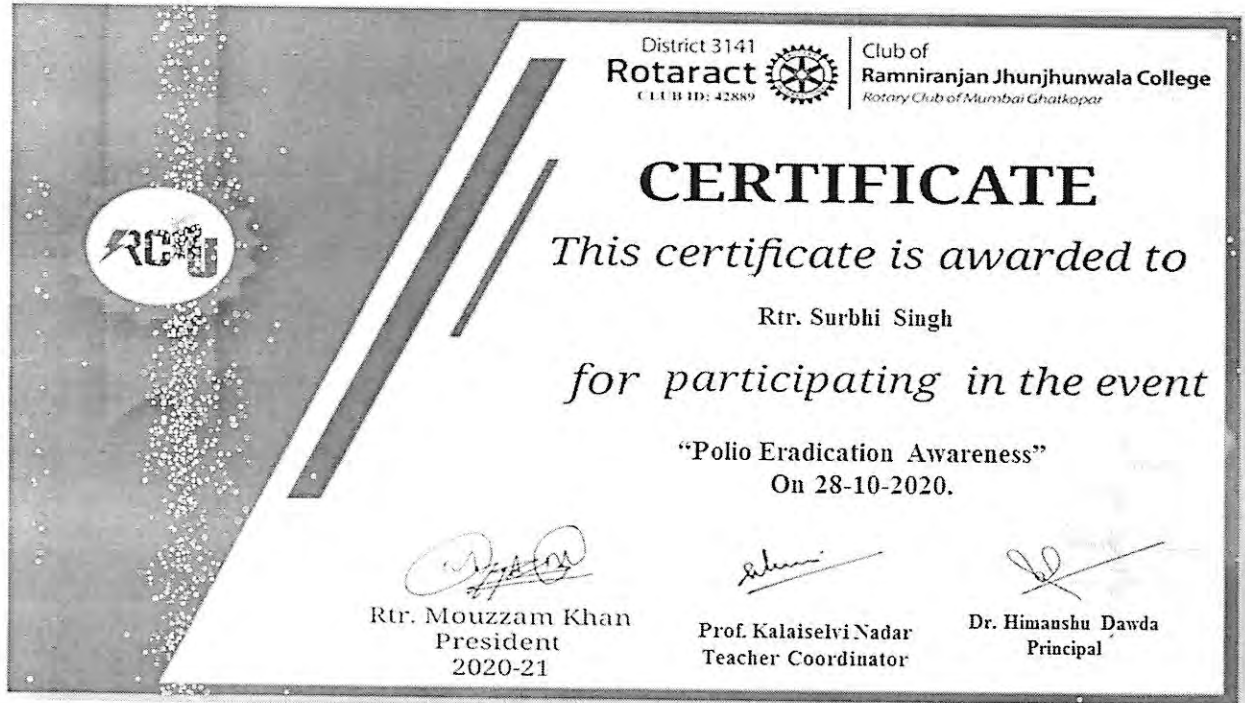 District 3141
Rotaract
CLUB ID: 42889
Club of
Ramniranjan Jhunjhunwala College
Rotary Club of Mumbai Ghatkopar
CERTIFICATE
This certificate is awarded to
Rtr. Surbhi Singh
for participating in the event
“Polio Eradication Awareness”
On 28-10-2020.
Rtr. Mouzzam Khan
President
2020-21
Prof. Kalaiselvi Nadar
Teacher Coordinator
Dr. Himanshu Dawda
Principal